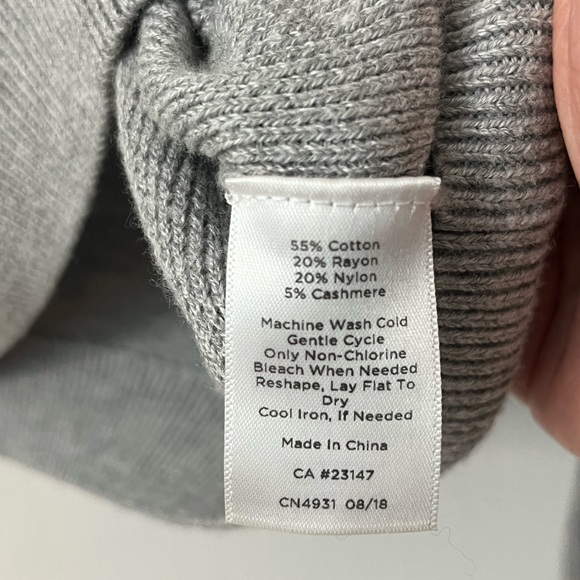 55% Cotton
20% Rayon
20% Nylon
5% Cashmere
Machine Wash Cold
Gentle Cycle
Only Non-Chlorine
Bleach When Needed
Reshape, Lay Flat To
Dry
Cool Iron, If Needed
Made In China
CA #23147
CN4931 08/18